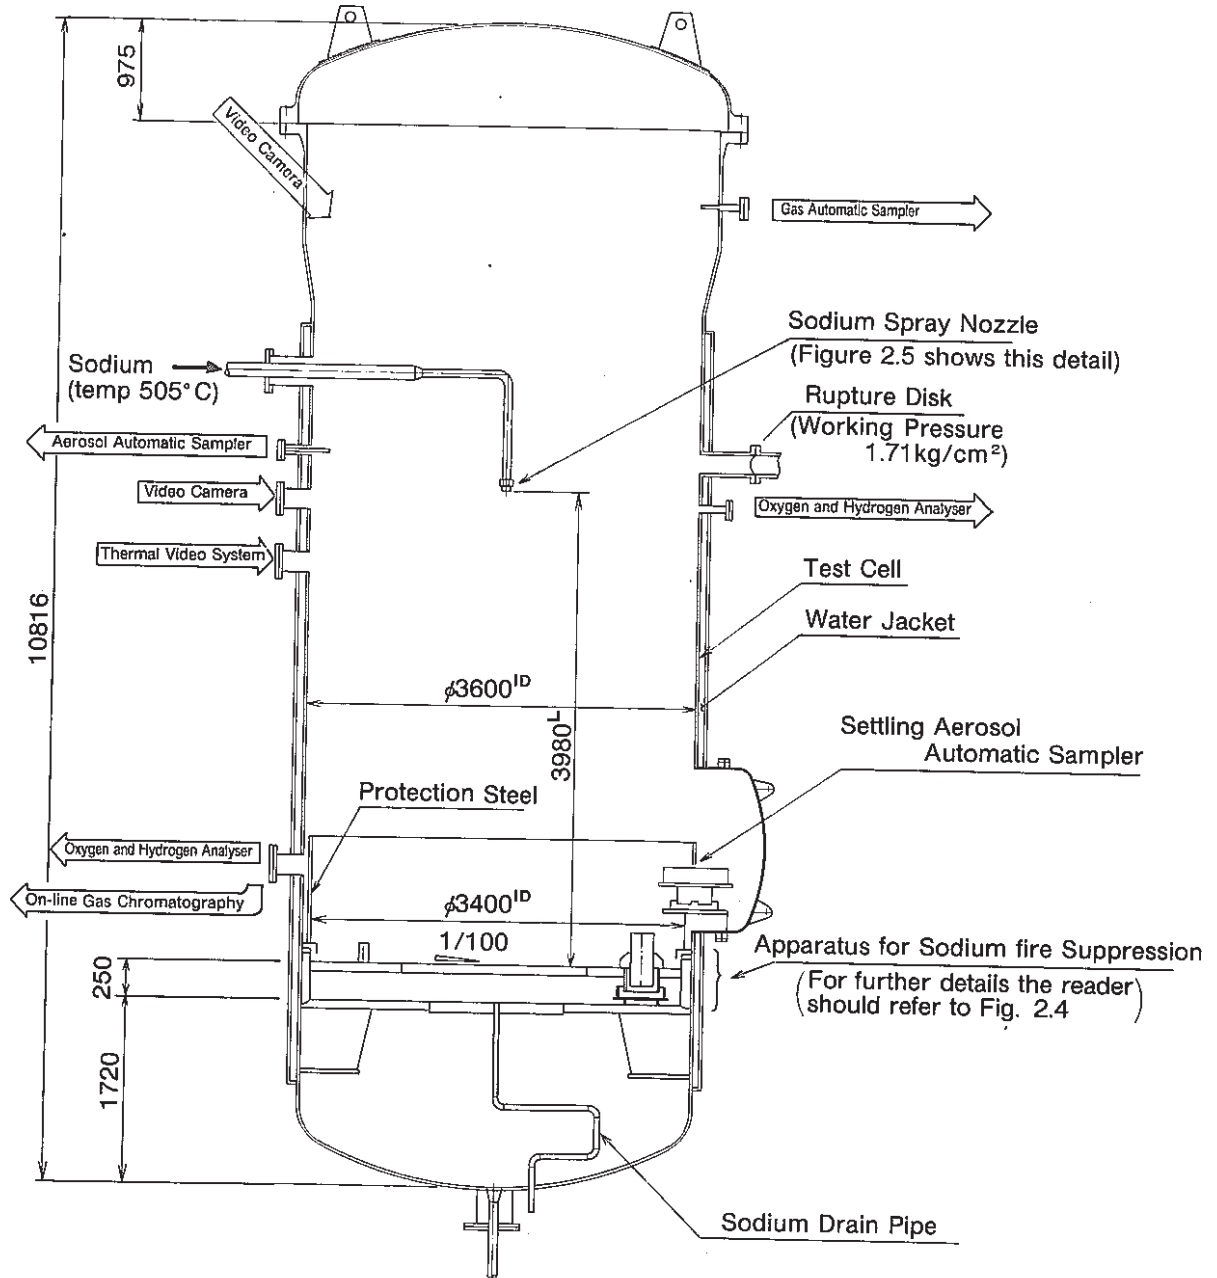 975
Video Camera
Gas Automatic Sampler
Sodium Spray Nozzle
(Figure 2.5 shows this detail)
Sodium
(temp 505°C)
Rupture Disk
(Working Pressure
1.71kg/cm²)
Aerosol Automatic Sampler
Video Camera
Oxygen and Hydrogen Analyser
Thermal Video System
Test Cell
10816
Water Jacket
φ3600ᴵᴰ
3980ᴸ
Settling Aerosol
Automatic Sampler
Protection Steel
Oxygen and Hydrogen Analyser
On-line Gas Chromatography
φ3400ᴵᴰ
1/100
Apparatus for Sodium fire Suppression
250
(For further details the reader)
should refer to Fig. 2.4
1720
Sodium Drain Pipe